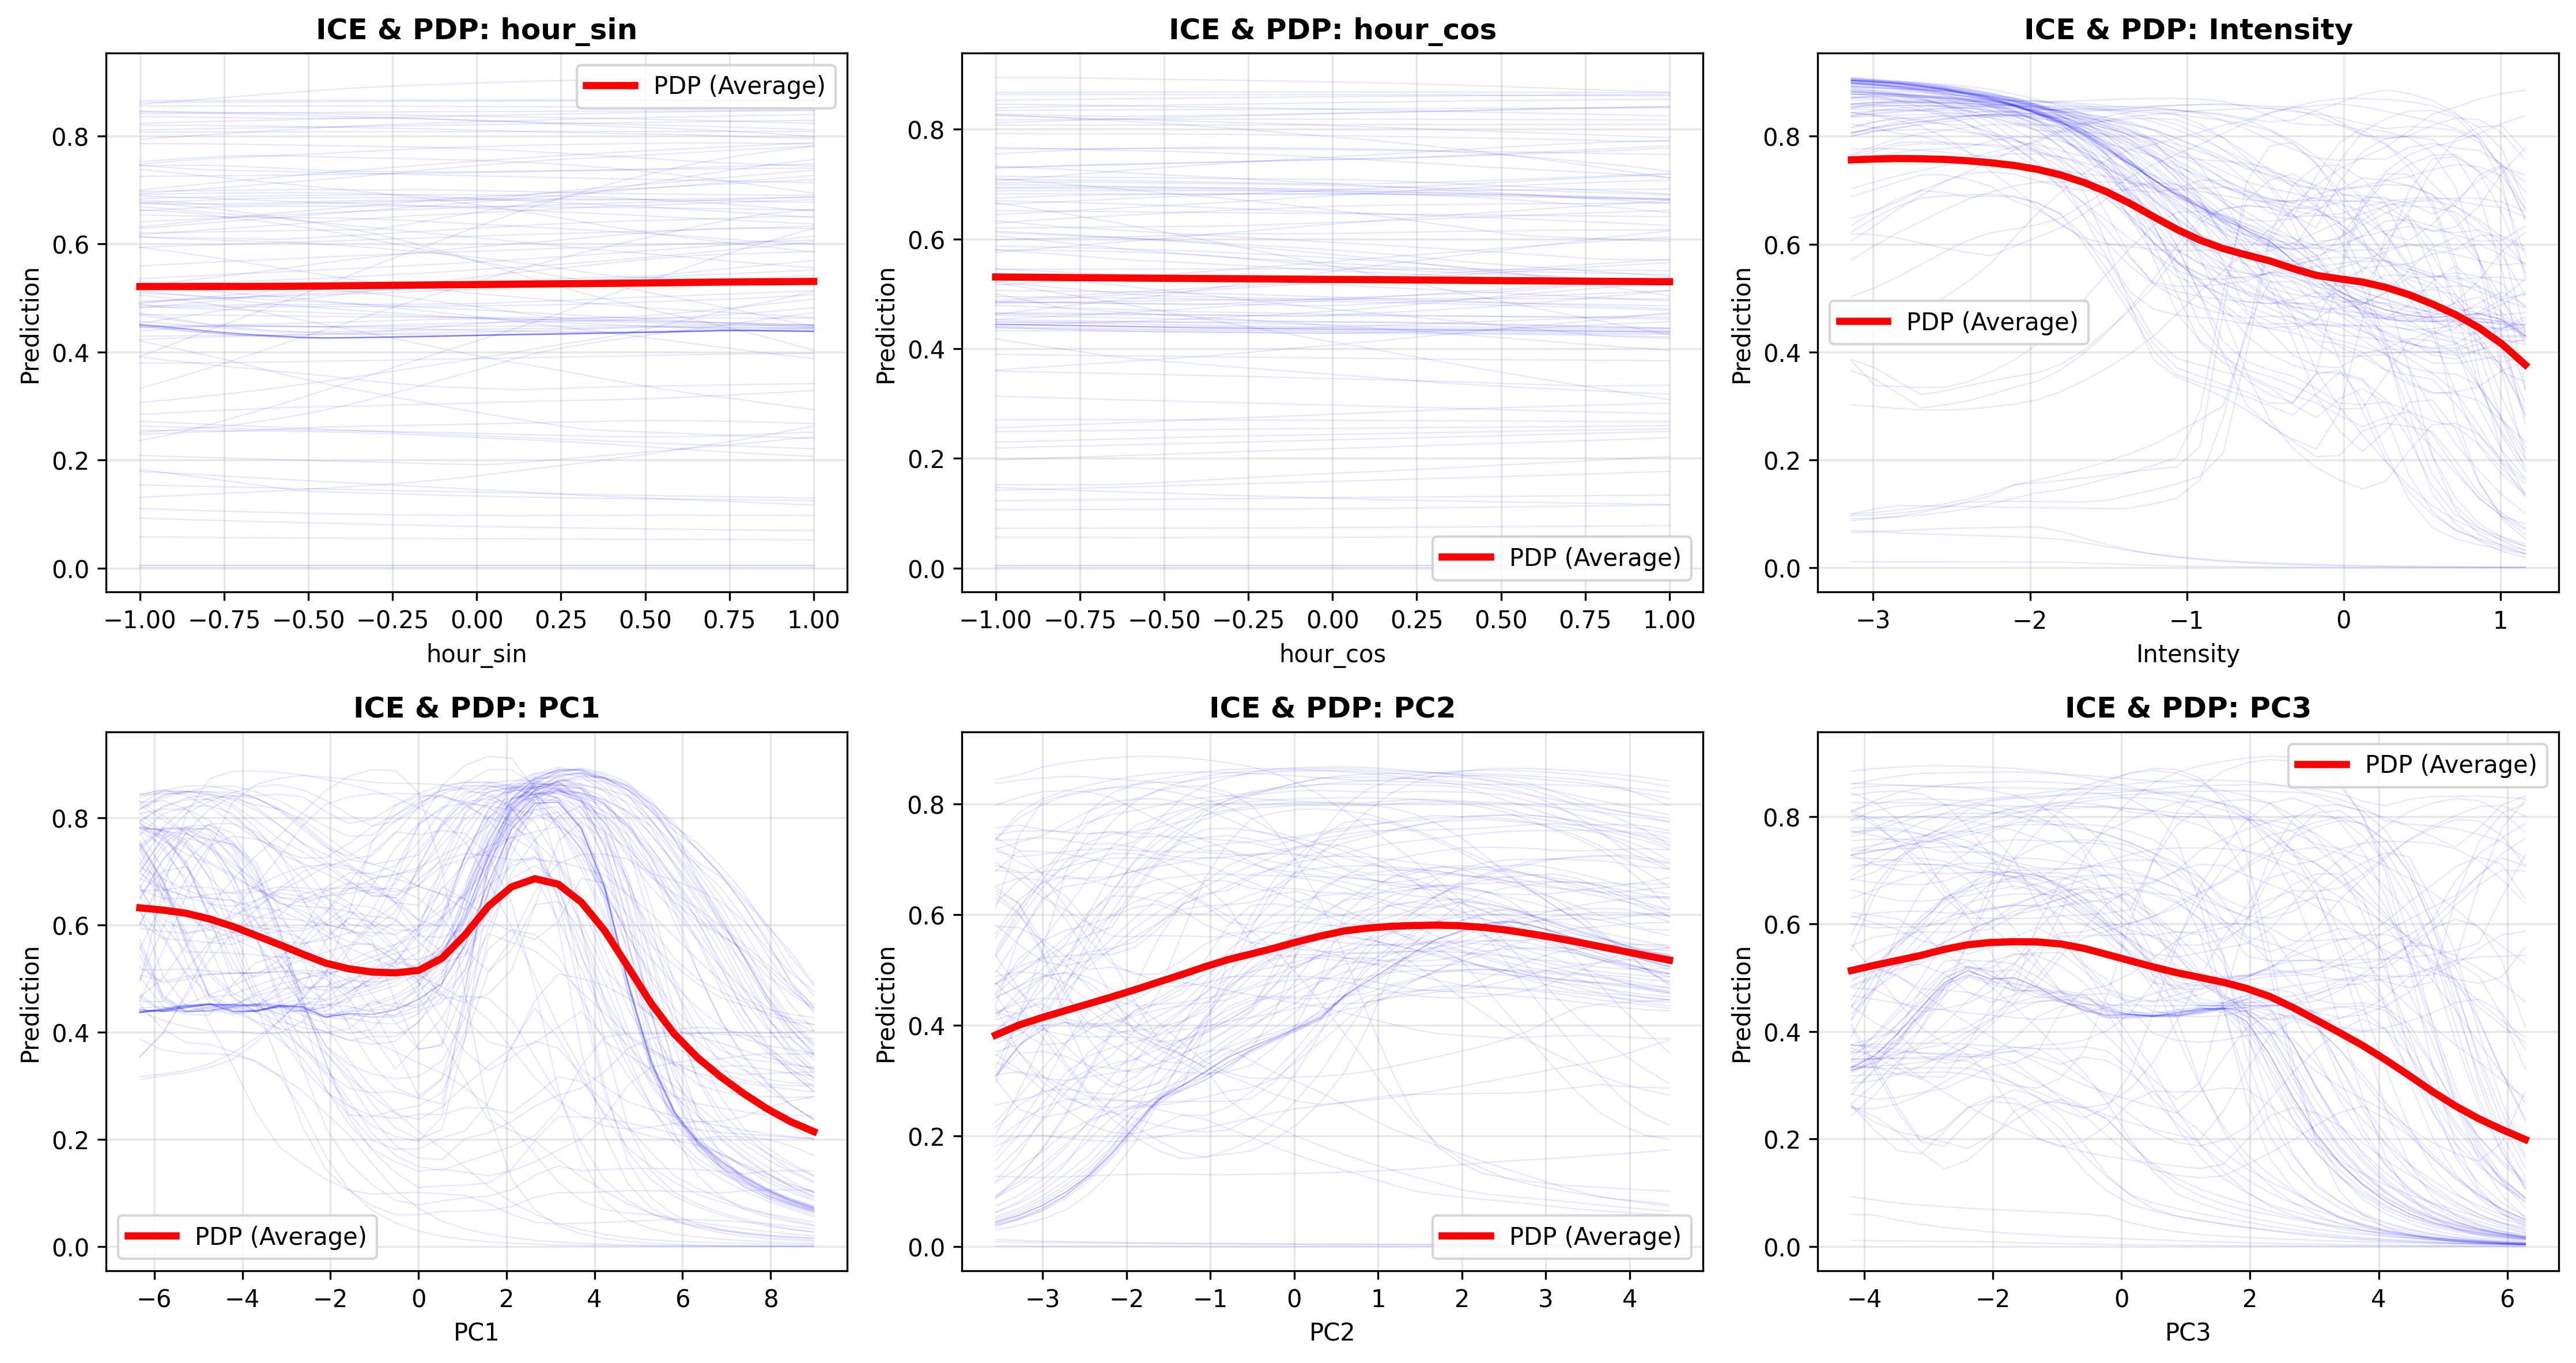 ICE & PDP: hour_sin
PDP (Average)
Prediction
0.8
0.6
0.4
0.2
0.0
−1.00 −0.75 −0.50 −0.25 0.00 0.25 0.50 0.75 1.00
hour_sin
ICE & PDP: hour_cos
Prediction
0.8
0.6
0.4
0.2
0.0
PDP (Average)
−1.00 −0.75 −0.50 −0.25 0.00 0.25 0.50 0.75 1.00
hour_cos
ICE & PDP: Intensity
Prediction
0.8
0.6
0.4
0.2
0.0
PDP (Average)
−3 −2 −1 0 1
Intensity
ICE & PDP: PC1
Prediction
0.8
0.6
0.4
0.2
0.0
PDP (Average)
−6 −4 −2 0 2 4 6 8
PC1
ICE & PDP: PC2
Prediction
0.8
0.6
0.4
0.2
0.0
PDP (Average)
−3 −2 −1 0 1 2 3 4
PC2
ICE & PDP: PC3
PDP (Average)
Prediction
0.8
0.6
0.4
0.2
0.0
−4 −2 0 2 4 6
PC3